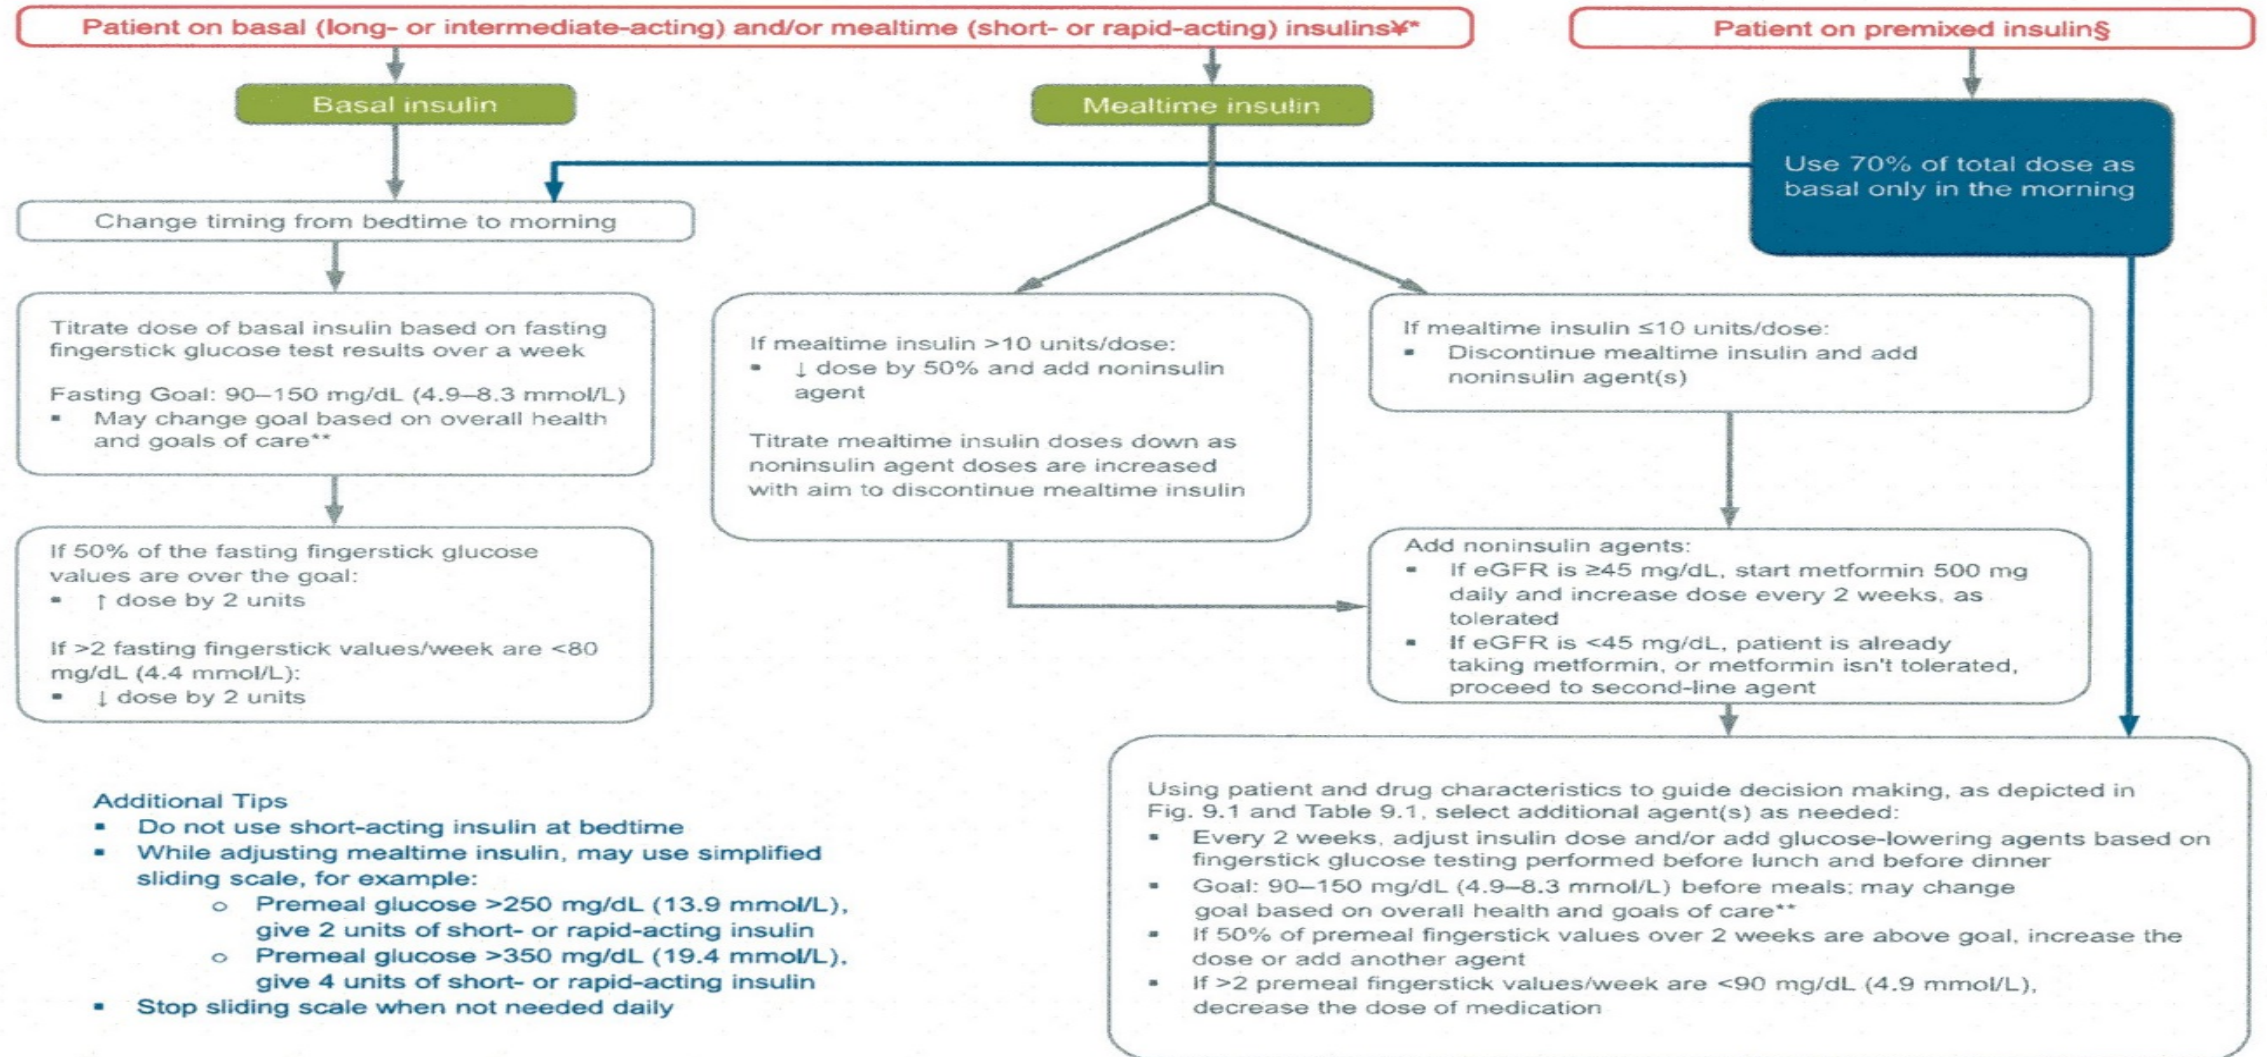 Patient on basal (long- or intermediate-acting) and/or mealtime (short- or rapid-acting) insulins¥*
Patient on premixed insulin§
Basal insulin
Mealtime insulin
Use 70% of total dose as
basal only in the morning
Change timing from bedtime to morning
Titrate dose of basal insulin based on fasting
fingerstick glucose test results over a week
Fasting Goal: 90–150 mg/dL (4.9–8.3 mmol/L)
▪ May change goal based on overall health
and goals of care**
If 50% of the fasting fingerstick glucose
values are over the goal:
▪ ↑ dose by 2 units
If >2 fasting fingerstick values/week are <80
mg/dL (4.4 mmol/L):
▪ ↓ dose by 2 units
If mealtime insulin >10 units/dose:
▪ ↓ dose by 50% and add noninsulin
agent
Titrate mealtime insulin doses down as
noninsulin agent doses are increased
with aim to discontinue mealtime insulin
If mealtime insulin ≤10 units/dose:
▪ Discontinue mealtime insulin and add
noninsulin agent(s)
Add noninsulin agents:
▪ If eGFR is ≥45 mg/dL, start metformin 500 mg
daily and increase dose every 2 weeks, as
tolerated
▪ If eGFR is <45 mg/dL, patient is already
taking metformin, or metformin isn't tolerated,
proceed to second-line agent
Using patient and drug characteristics to guide decision making, as depicted in
Fig. 9.1 and Table 9.1, select additional agent(s) as needed:
▪ Every 2 weeks, adjust insulin dose and/or add glucose-lowering agents based on
fingerstick glucose testing performed before lunch and before dinner
▪ Goal: 90–150 mg/dL (4.9–8.3 mmol/L) before meals; may change
goal based on overall health and goals of care**
▪ If 50% of premeal fingerstick values over 2 weeks are above goal, increase the
dose or add another agent
▪ If >2 premeal fingerstick values/week are <90 mg/dL (4.9 mmol/L),
decrease the dose of medication
Additional Tips
▪ Do not use short-acting insulin at bedtime
▪ While adjusting mealtime insulin, may use simplified
sliding scale, for example:
○ Premeal glucose >250 mg/dL (13.9 mmol/L),
give 2 units of short- or rapid-acting insulin
○ Premeal glucose >350 mg/dL (19.4 mmol/L),
give 4 units of short- or rapid-acting insulin
▪ Stop sliding scale when not needed daily